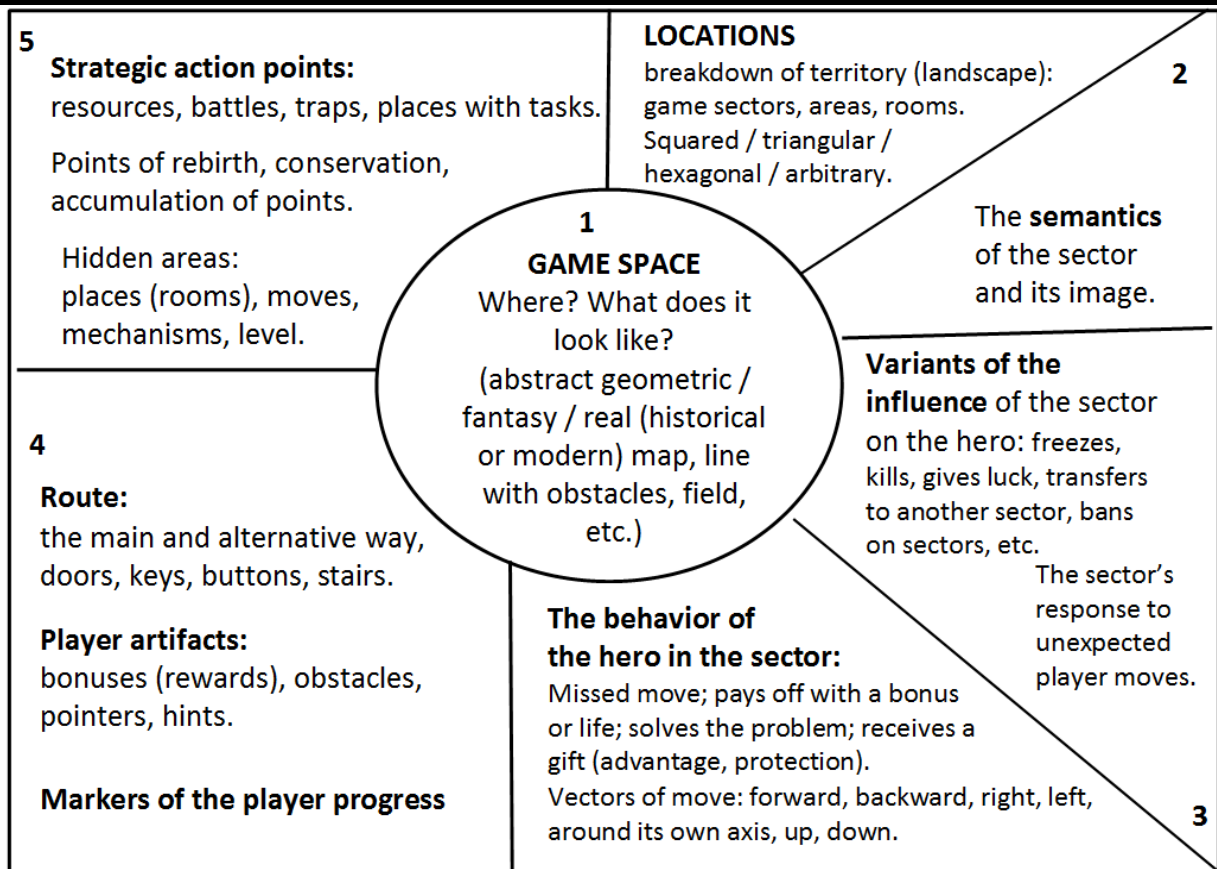 1
GAME SPACE
Where? What does it
look like?
(abstract geometric /
fantasy / real (historical
or modern) map, line
with obstacles, field,
etc.)
LOCATIONS
breakdown of territory (landscape):
game sectors, areas, rooms.
Squared / triangular /
hexagonal / arbitrary.
2
The semantics
of the sector
and its image.
Variants of the
influence of the sector
on the hero: freezes,
kills, gives luck, transfers
to another sector, bans
on sectors, etc.
The sector’s
response to
unexpected
player moves.
3
The behavior of
the hero in the sector:
Missed move; pays off with a bonus
or life; solves the problem; receives a
gift (advantage, protection).
Vectors of move: forward, backward, right, left,
around its own axis, up, down.
4
Route:
the main and alternative way,
doors, keys, buttons, stairs.
Player artifacts:
bonuses (rewards), obstacles,
pointers, hints.
Markers of the player progress
5
Strategic action points:
resources, battles, traps, places with tasks.
Points of rebirth, conservation,
accumulation of points.
Hidden areas:
places (rooms), moves,
mechanisms, level.